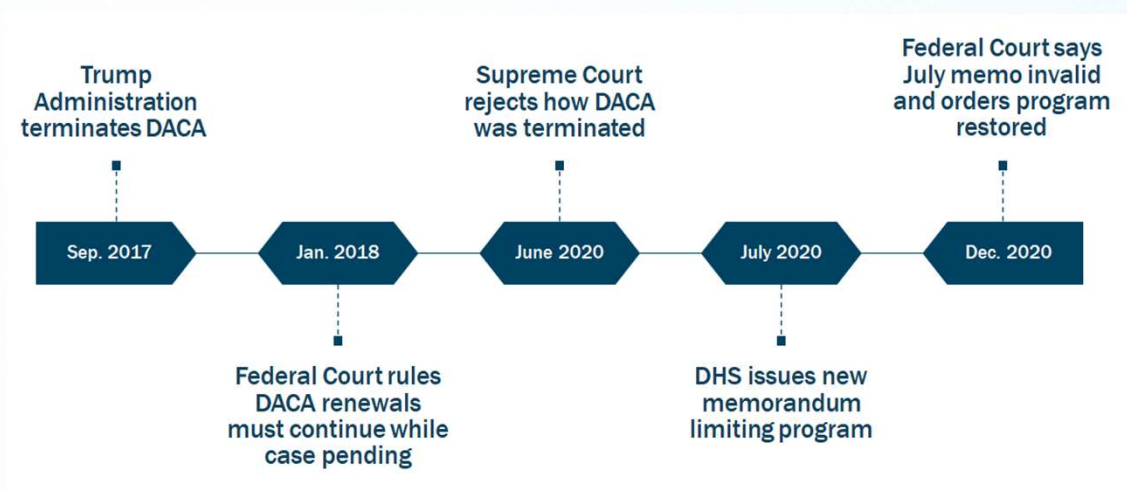 Trump
Administration
terminates DACA
Supreme Court
rejects how DACA
was terminated
Federal Court says
July memo invalid
and orders program
restored
Sep. 2017
Jan. 2018
June 2020
July 2020
Dec. 2020
Federal Court rules
DACA renewals
must continue while
case pending
DHS issues new
memorandum
limiting program